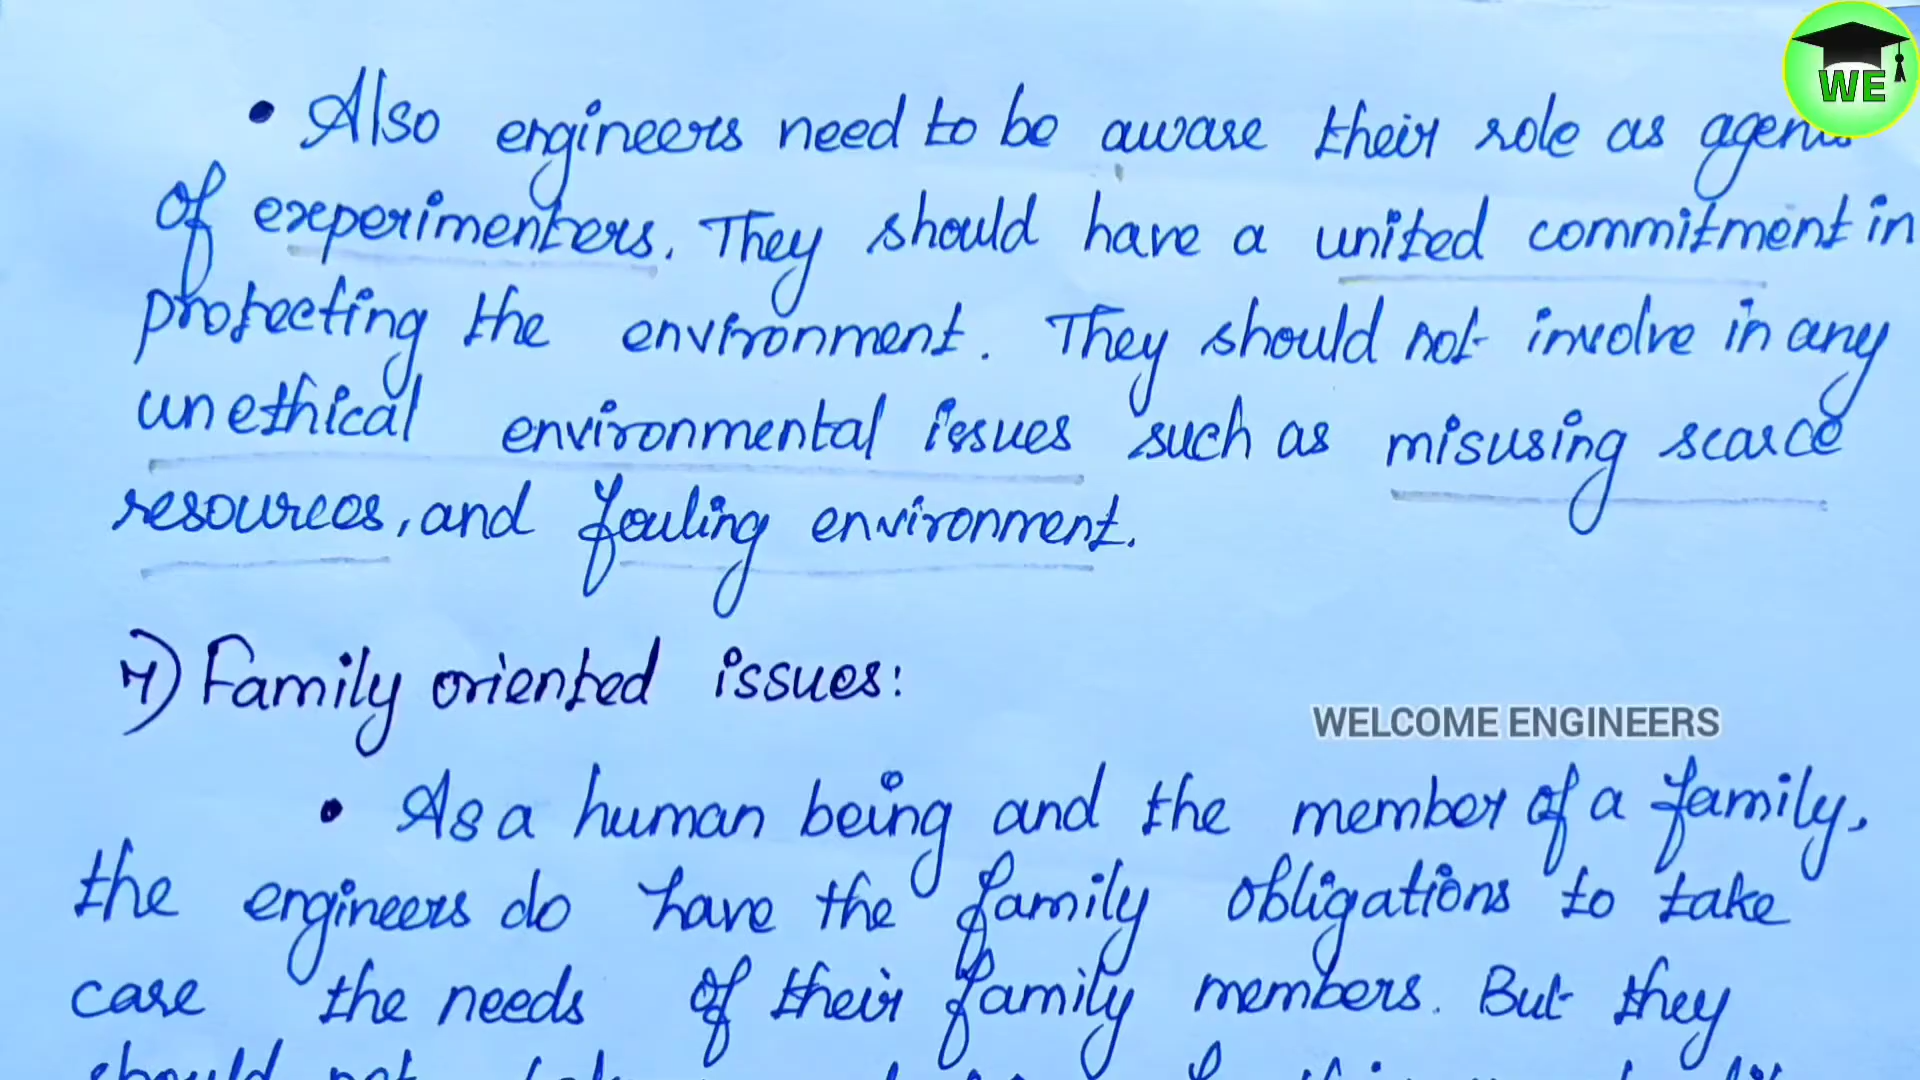 WE
• Also engineers need to be aware their role as
of experimenters. They should have a united commitment in
protecting the environment. They should not involve in any
unethical environmental issues such as misusing scarce
resources, and fouling environment.
4) Family oriented issues:
WELCOME ENGINEERS
• As a human being and the member of a family,
the engineers do have the family obligations to take
care the needs of their family members. But they
should not